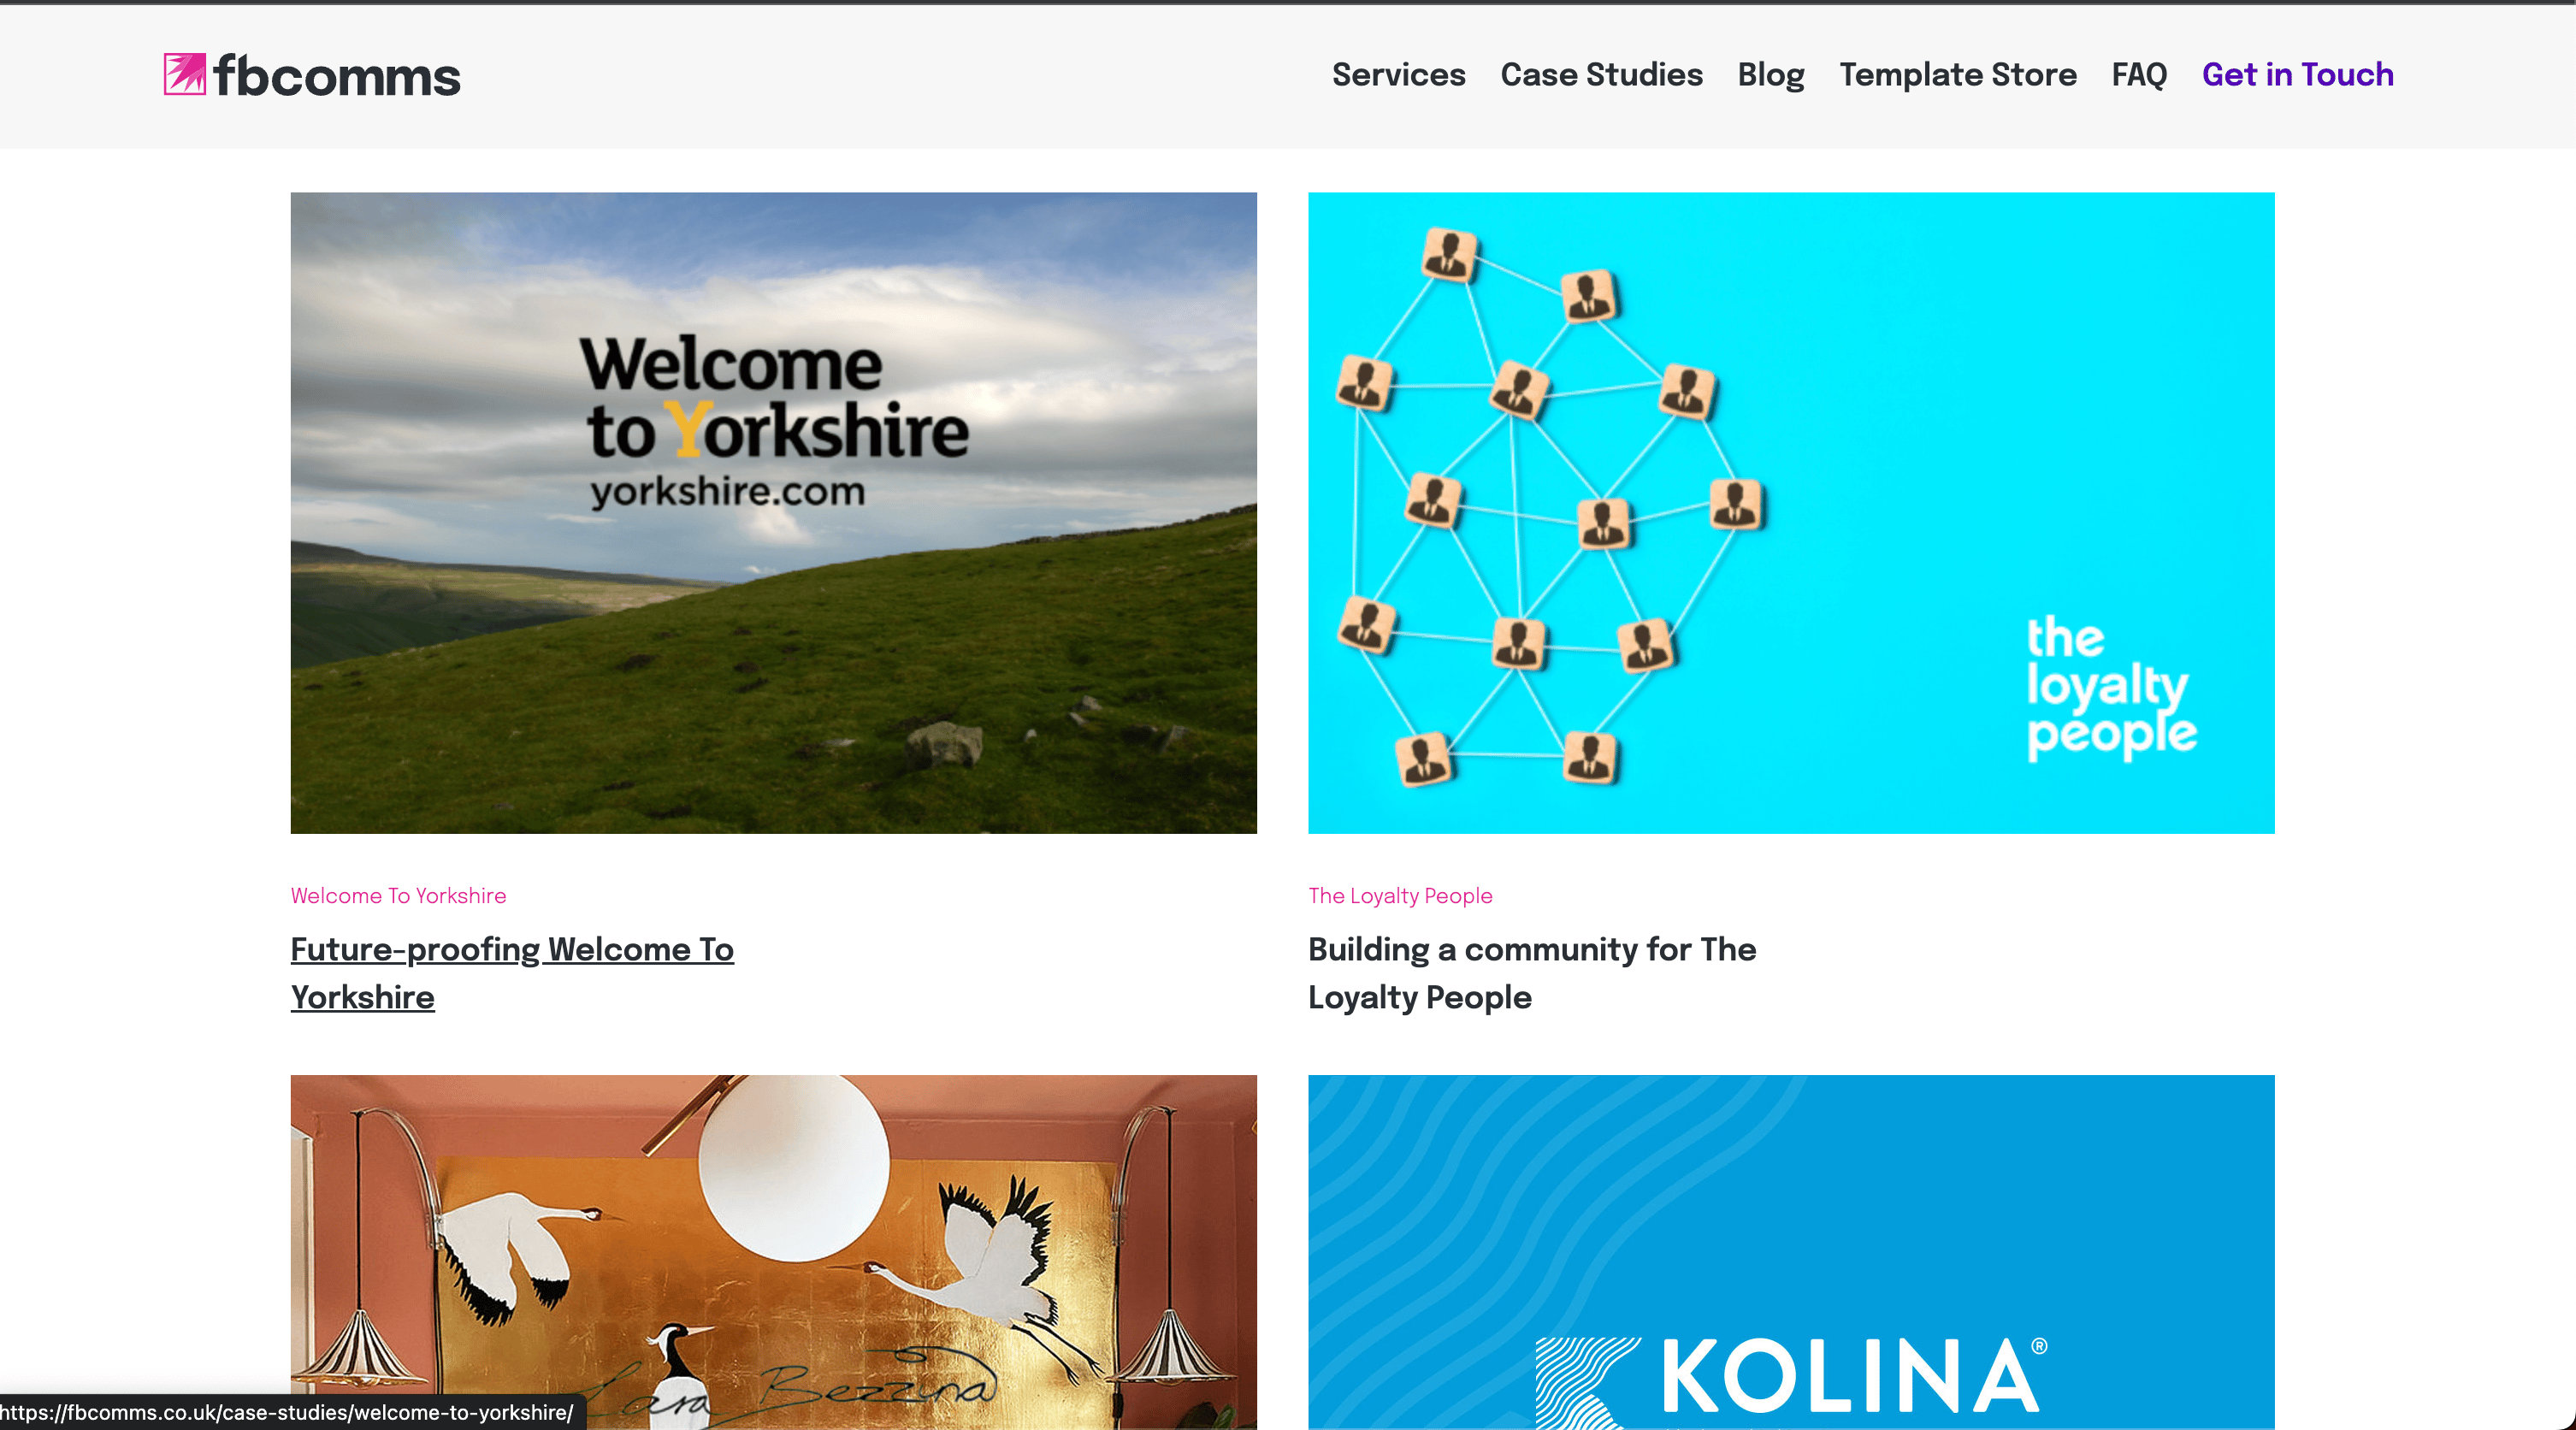 fbcomms
Services Case Studies Blog Template Store FAQ Get in Touch
Welcome
to Yorkshire
yorkshire.com
the
loyalty
people
Welcome To Yorkshire
Future-proofing Welcome To
Yorkshire
The Loyalty People
Building a community for The
Loyalty People
Lara Bezzina
KOLINA®
https://fbcomms.co.uk/case-studies/welcome-to-yorkshire/